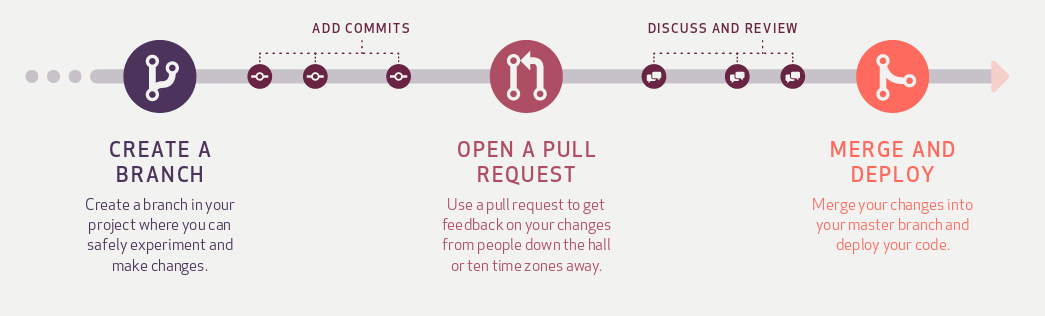 ADD COMMITS
DISCUSS AND REVIEW
CREATE A
BRANCH
Create a branch in your
project where you can
safely experiment and
make changes.
OPEN A PULL
REQUEST
Use a pull request to get
feedback on your changes
from people down the hall
or ten time zones away.
MERGE AND
DEPLOY
Merge your changes into
your master branch and
deploy your code.